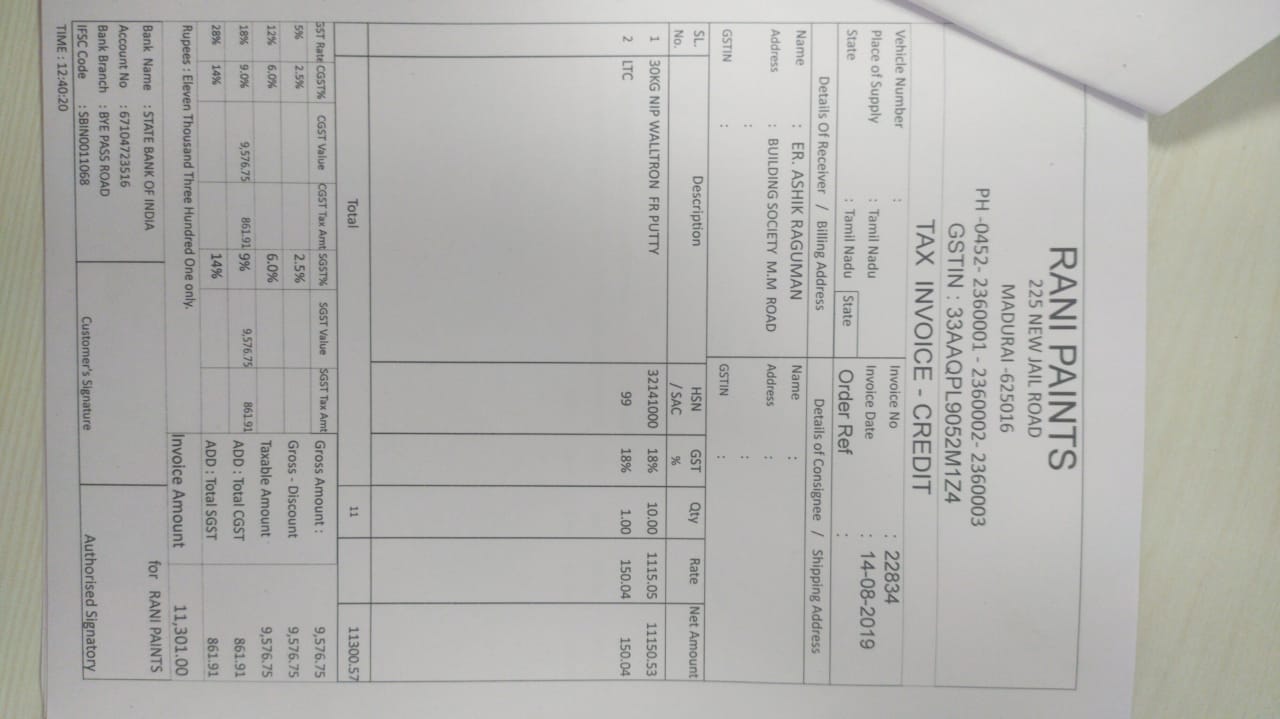 RANI PAINTS
225 NEW JAIL ROAD
MADURAI -625016
PH -0452- 2360001 - 2360002- 2360003
GSTIN : 33AAQPL9052M1Z4
TAX INVOICE - CREDIT
Vehicle Number : Invoice No : 22834
Place of Supply : Tamil Nadu Invoice Date : 14-08-2019
State : Tamil Nadu State Order Ref :
Details Of Receiver / Billing Address Details of Consignee / Shipping Address
Name : ER. ASHIK RAGUMAN Name :
Address : BUILDING SOCIETY M.M ROAD Address :
: :
GSTIN : GSTIN :
SL. No. Description HSN / SAC GST % Qty Rate Net Amount
1 30KG NIP WALLTRON FR PUTTY 32141000 18% 10.00 1115.05 11150.53
2 LTC 99 18% 1.00 150.04 150.04
Total 11 11300.57
GST Rate CGST% CGST Value CGST Tax Amt SGST% SGST Value SGST Tax Amt Gross Amount : 9,576.75
5% 2.5% 2.5% Gross - Discount 9,576.75
12% 6.0% 6.0% Taxable Amount 9,576.75
18% 9.0% 9,576.75 861.91 9% 9,576.75 861.91 ADD : Total CGST 861.91
28% 14% 14% ADD : Total SGST 861.91
Rupees : Eleven Thousand Three Hundred One only. Invoice Amount 11,301.00
Bank Name : STATE BANK OF INDIA for RANI PAINTS
Account No : 67104723516
Bank Branch : BYE PASS ROAD
IFSC Code : SBIN0011068 Customer's Signature Authorised Signatory
TIME : 12:40:20